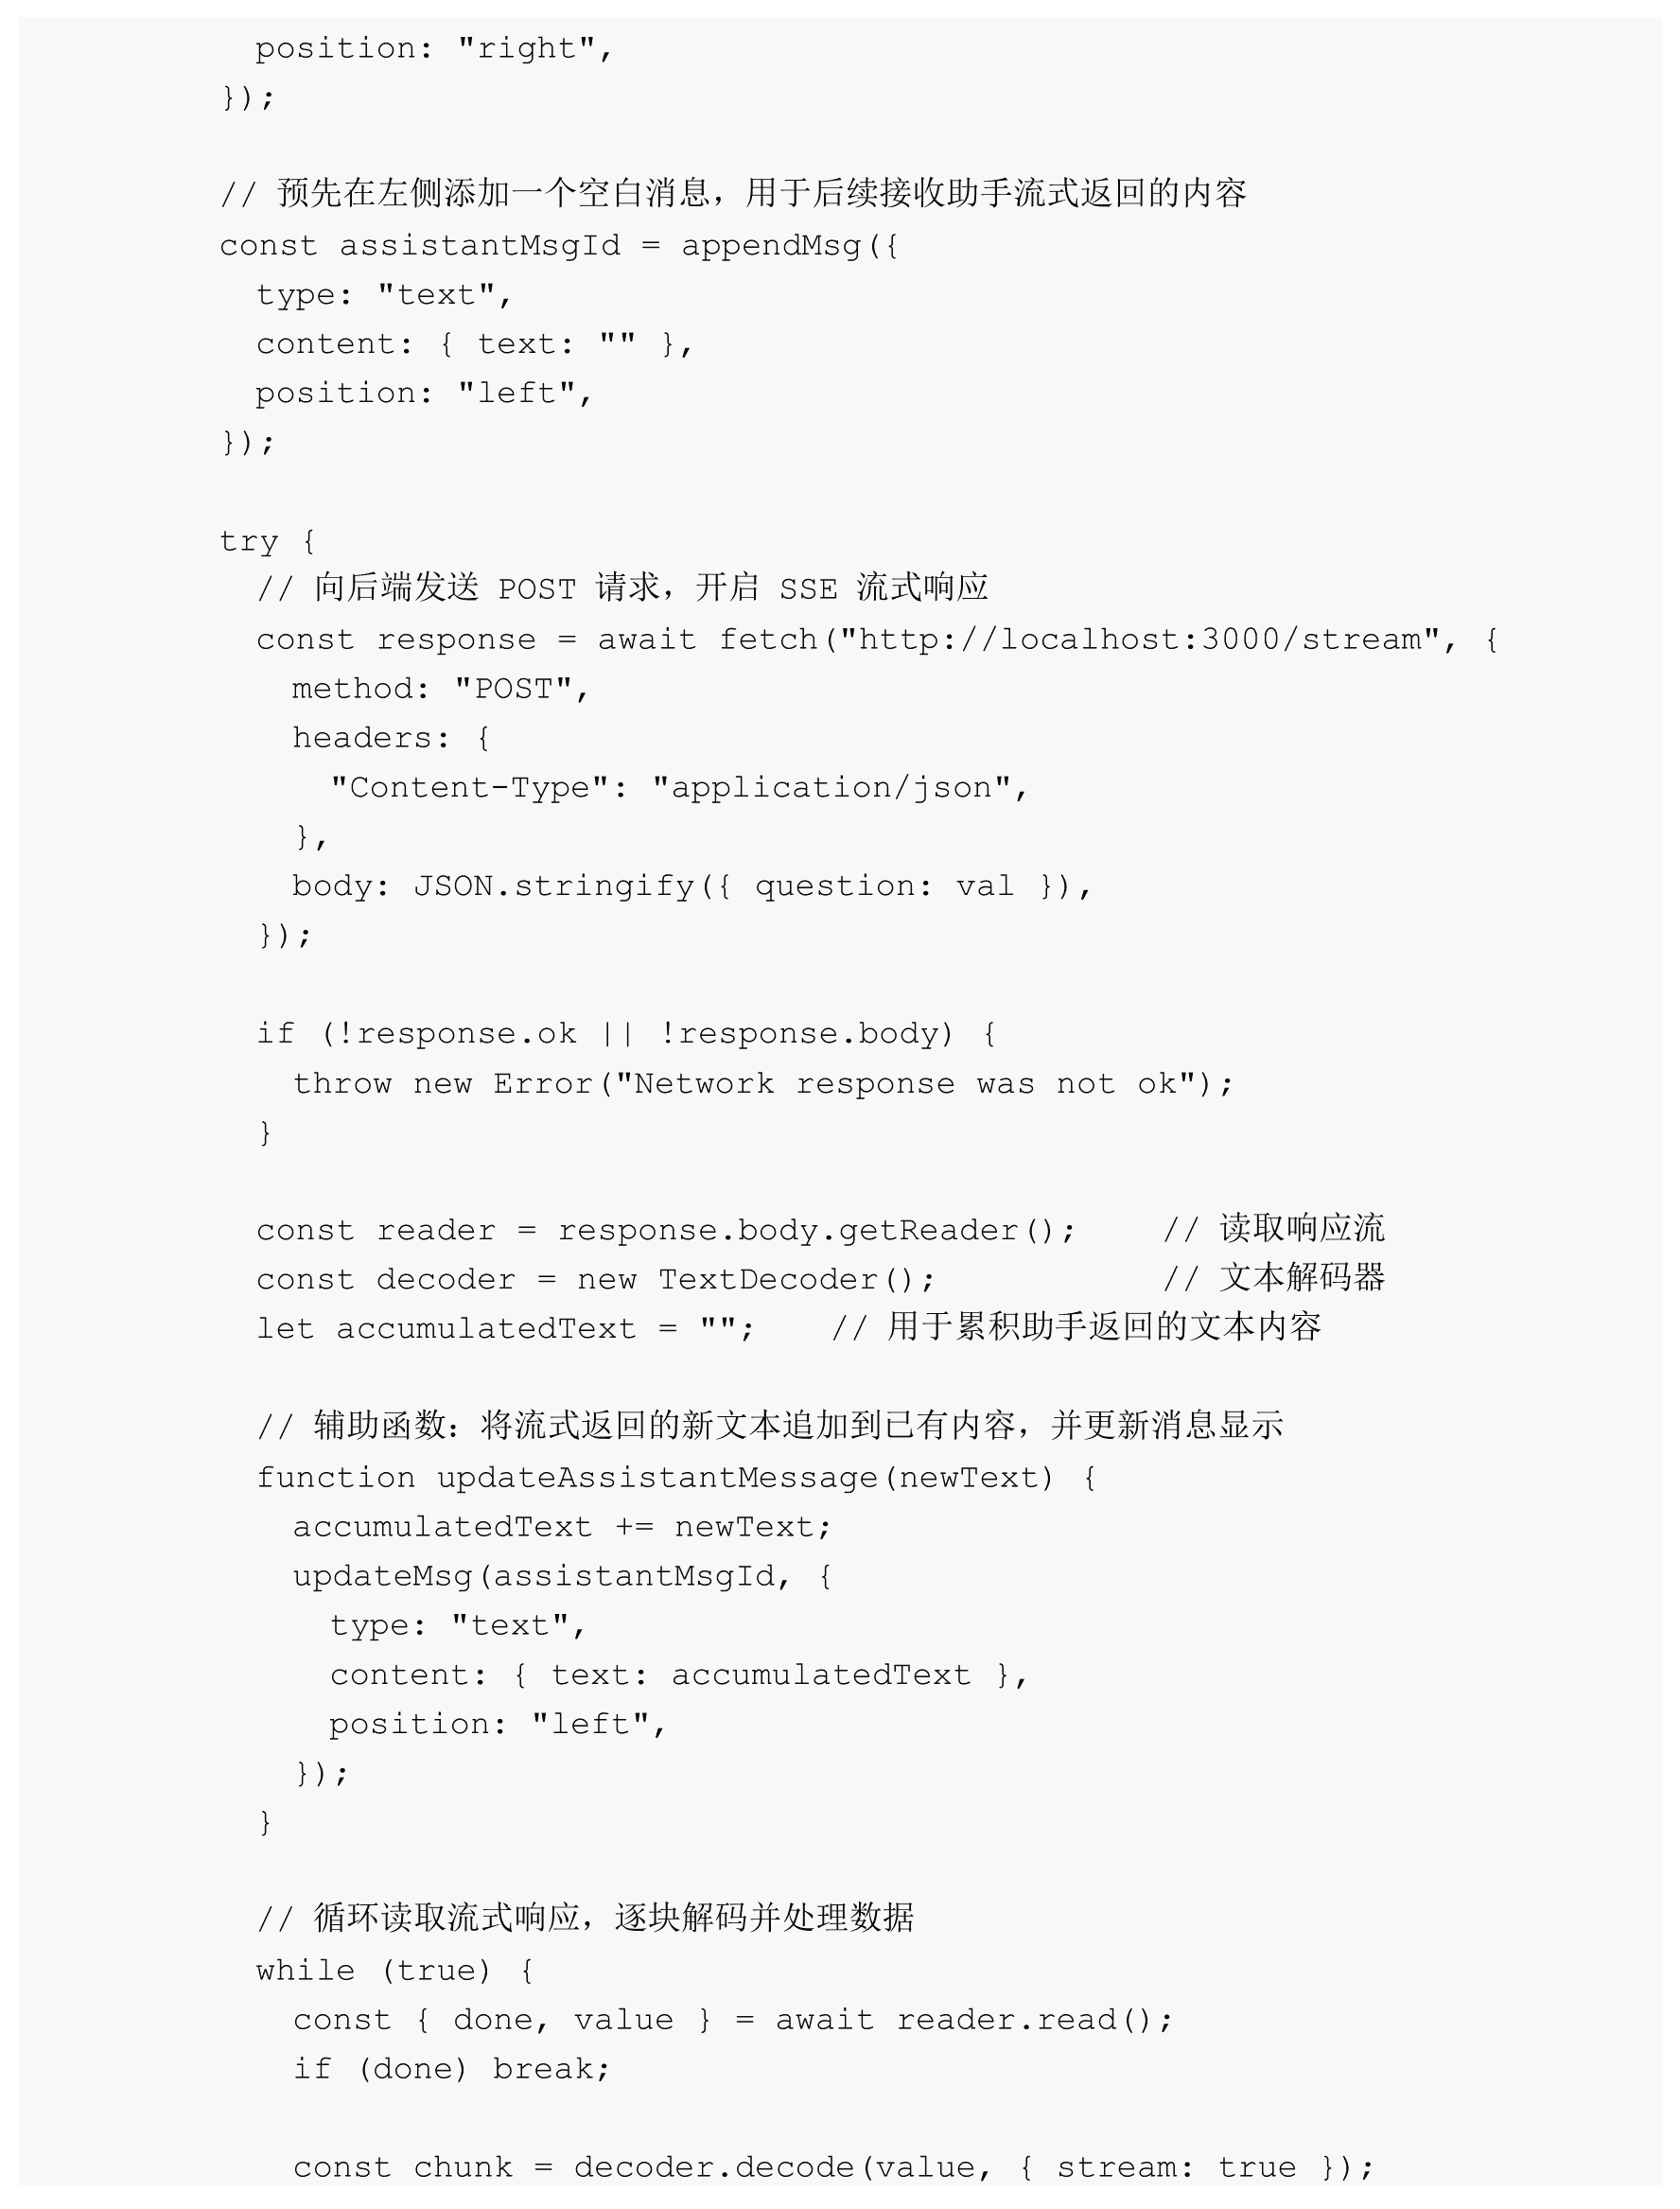 position: "right",
});
// 预先在左侧添加一个空白消息，用于后续接收助手流式返回的内容
const assistantMsgId = appendMsg({
type: "text",
content: { text: "" },
position: "left",
});
try {
// 向后端发送 POST 请求，开启 SSE 流式响应
const response = await fetch("http://localhost:3000/stream", {
method: "POST",
headers: {
"Content-Type": "application/json",
},
body: JSON.stringify({ question: val }),
});
if (!response.ok || !response.body) {
throw new Error("Network response was not ok");
}
const reader = response.body.getReader(); // 读取响应流
const decoder = new TextDecoder(); // 文本解码器
let accumulatedText = ""; // 用于累积助手返回的文本内容
// 辅助函数：将流式返回的新文本追加到已有内容，并更新消息显示
function updateAssistantMessage(newText) {
accumulatedText += newText;
updateMsg(assistantMsgId, {
type: "text",
content: { text: accumulatedText },
position: "left",
});
}
// 循环读取流式响应，逐块解码并处理数据
while (true) {
const { done, value } = await reader.read();
if (done) break;
const chunk = decoder.decode(value, { stream: true });